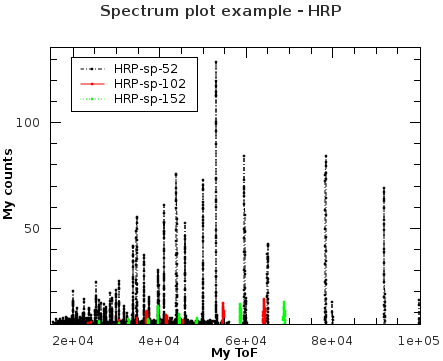 Spectrum plot example - HRP
HRP-sp-52
HRP-sp-102
HRP-sp-152
My counts
100
50
2e+04 4e+04 6e+04 8e+04 1e+05
My ToF